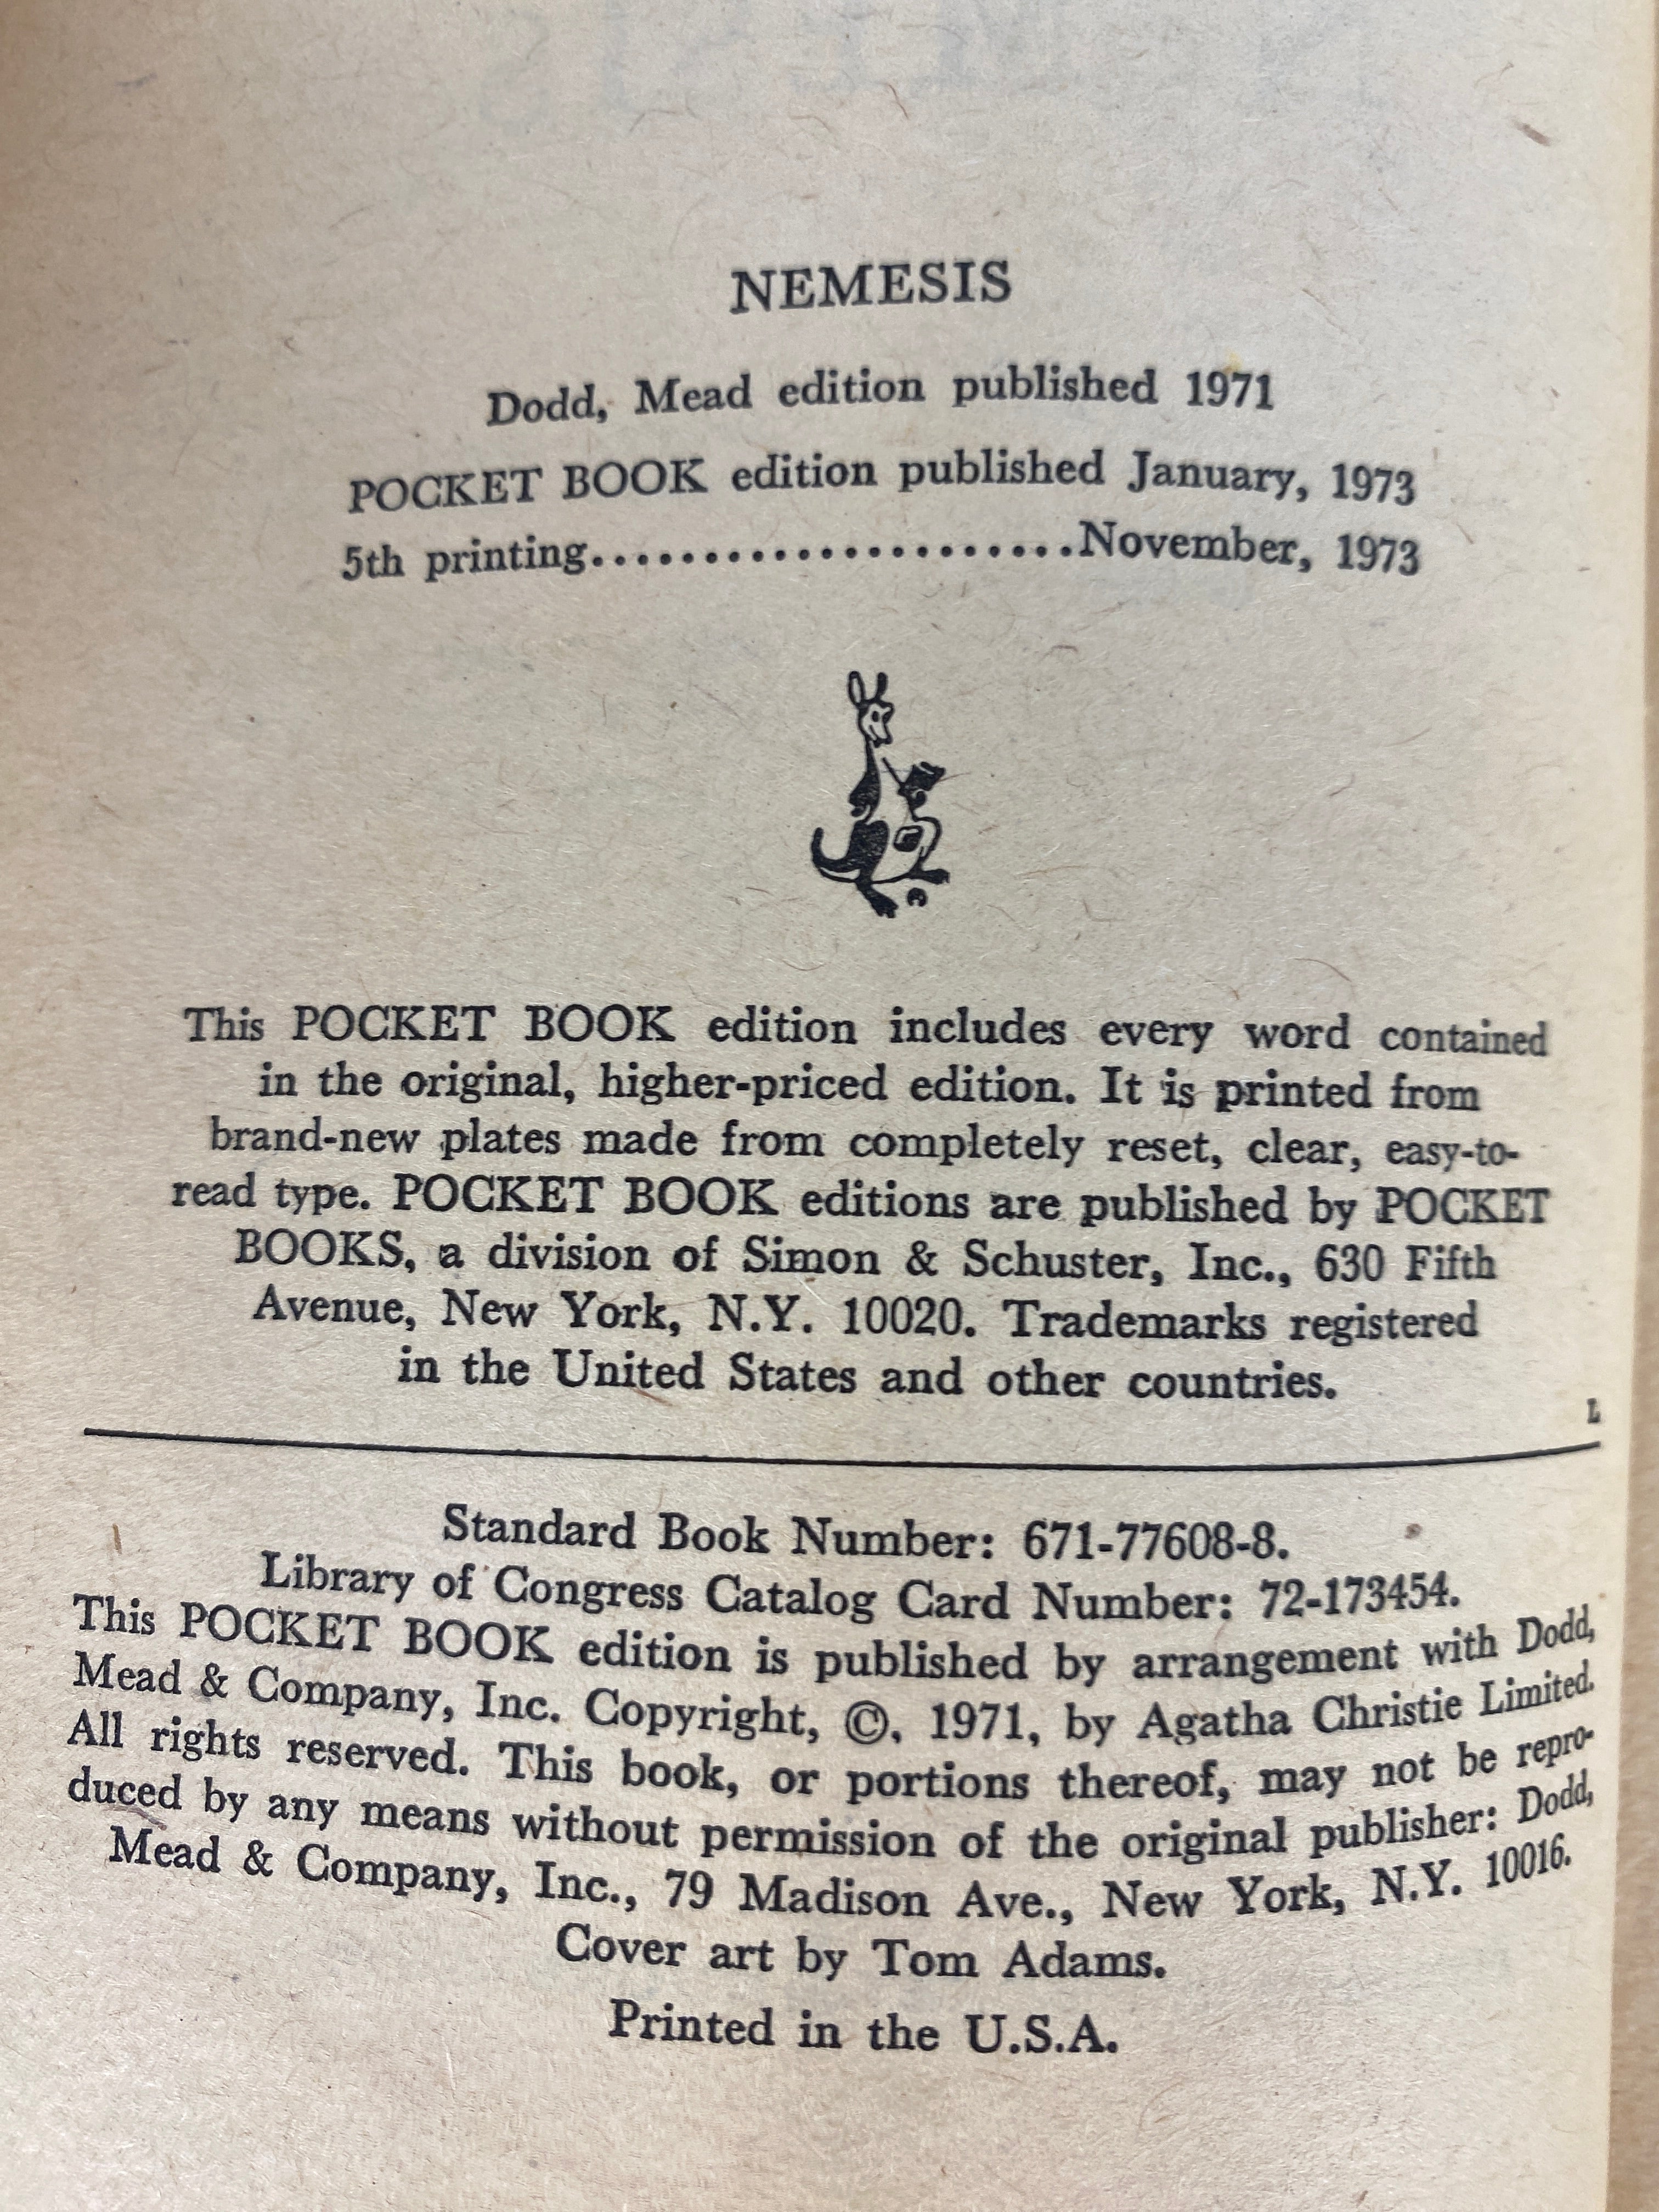 NEMESIS
Dodd, Mead edition published 1971
POCKET BOOK edition published January, 1973
5th printing.....................November, 1973
This POCKET BOOK edition includes every word contained
in the original, higher-priced edition. It is printed from
brand-new plates made from completely reset, clear, easy-to-
read type. POCKET BOOK editions are published by POCKET
BOOKS, a division of Simon & Schuster, Inc., 630 Fifth
Avenue, New York, N.Y. 10020. Trademarks registered
in the United States and other countries.
L
Standard Book Number: 671-77608-8.
Library of Congress Catalog Card Number: 72-173454.
This POCKET BOOK edition is published by arrangement with Dodd,
Mead & Company, Inc. Copyright, ©, 1971, by Agatha Christie Limited.
All rights reserved. This book, or portions thereof, may not be repro-
duced by any means without permission of the original publisher: Dodd,
Mead & Company, Inc., 79 Madison Ave., New York, N.Y. 10016.
Cover art by Tom Adams.
Printed in the U.S.A.